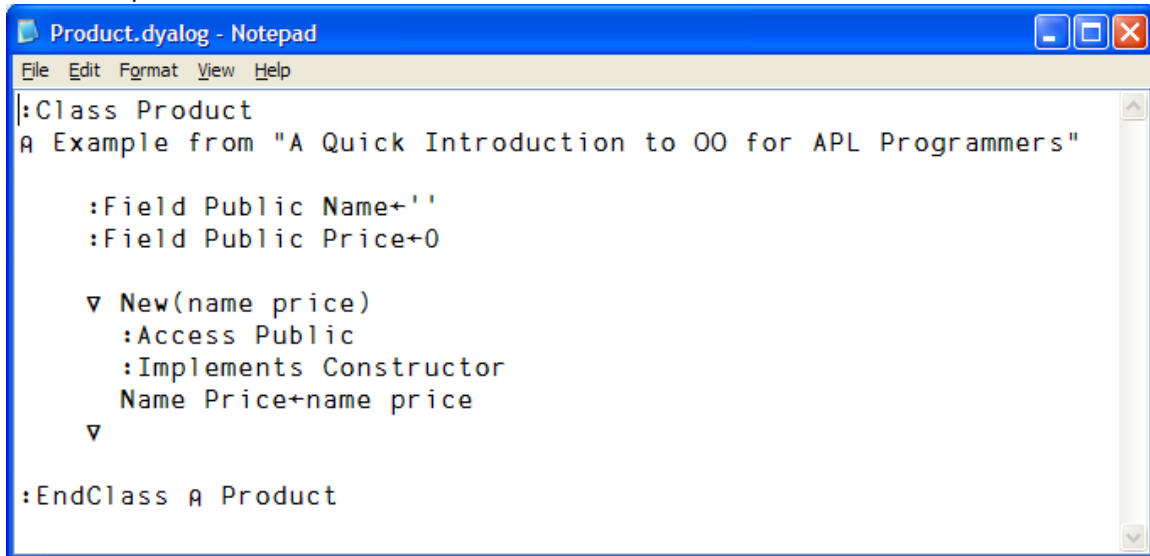 Product.dyalog - Notepad
File Edit Format View Help
:Class Product
⍝ Example from "A Quick Introduction to OO for APL Programmers"
:Field Public Name←''
:Field Public Price←0
∇ New(name price)
:Access Public
:Implements Constructor
Name Price←name price
∇
:EndClass ⍝ Product